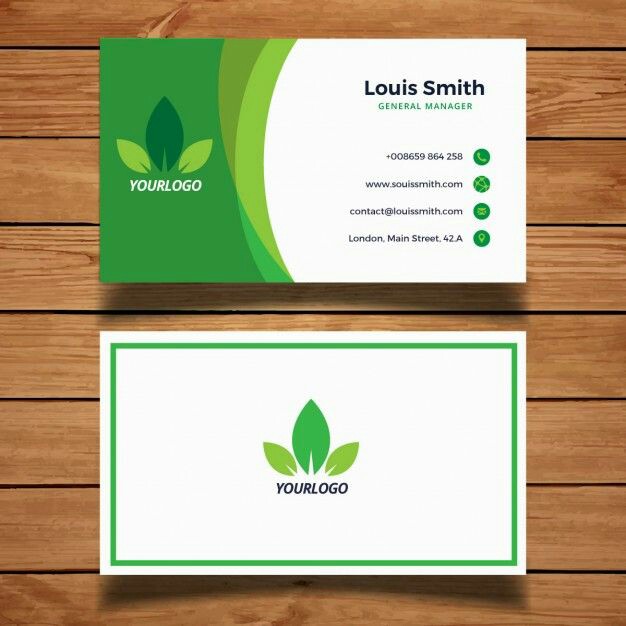 Louis Smith
GENERAL MANAGER
+008659 864 258
www.souissmith.com
contact@louissmith.com
London, Main Street, 42.A
YOURLOGO
YOURLOGO